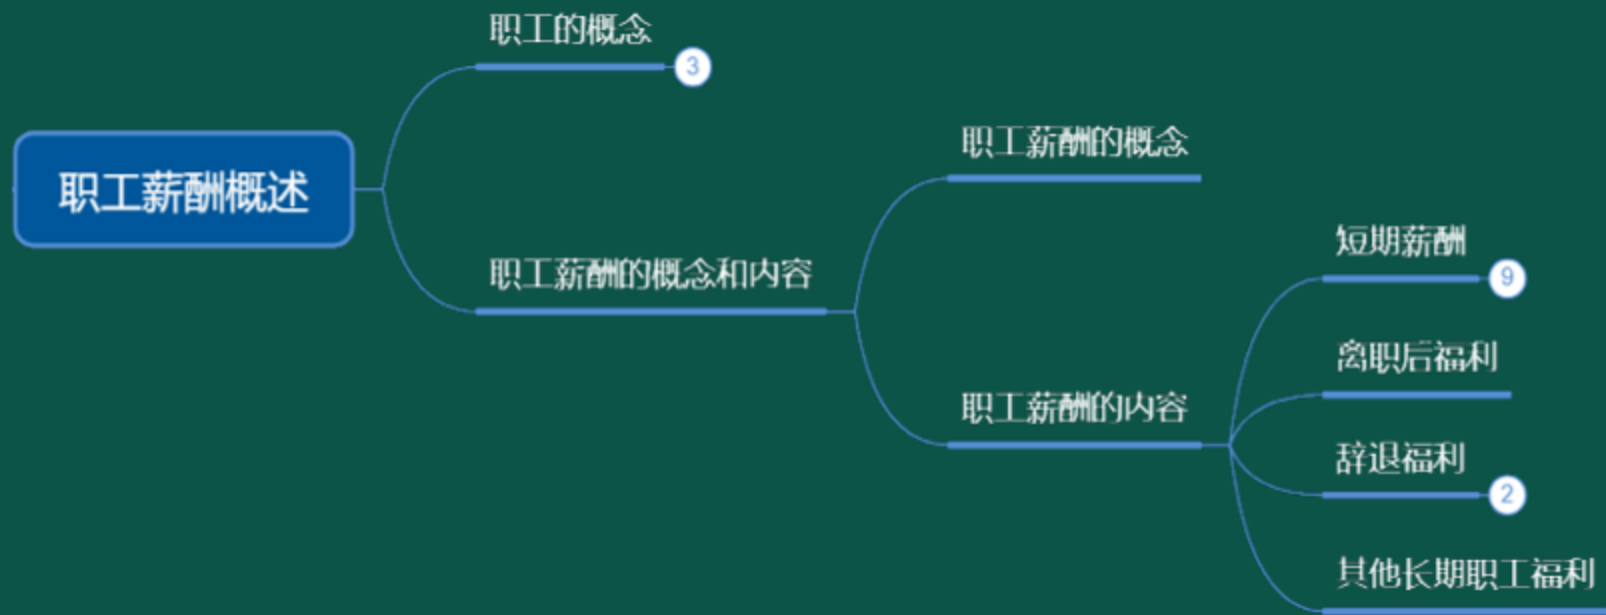 职工薪酬概述
职工的概念
3
职工薪酬的概念和内容
职工薪酬的概念
职工薪酬的内容
短期薪酬
9
离职后福利
辞退福利
2
其他长期职工福利